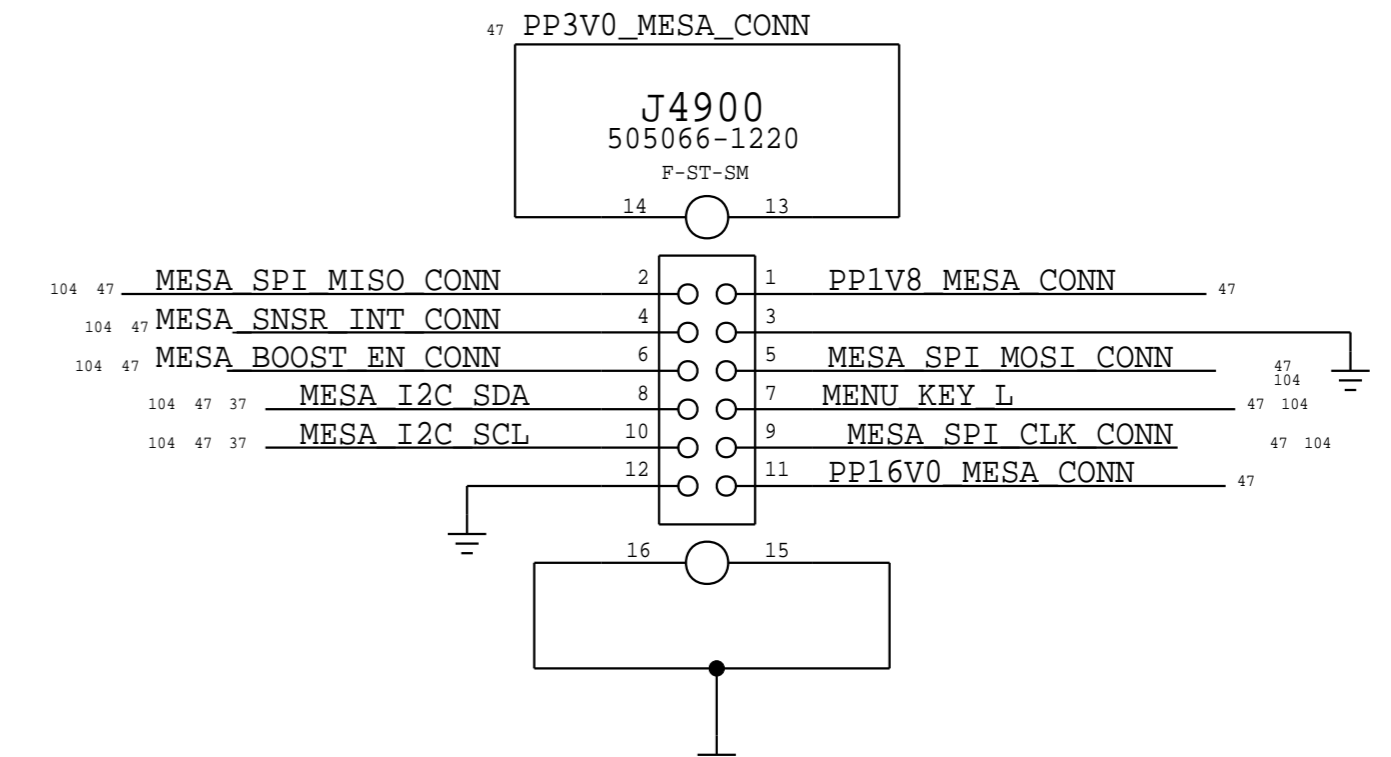 47 PP3V0_MESA_CONN
J4900
505066-1220
F-ST-SM
14 13
104 47 MESA_SPI_MISO_CONN 2 1 PP1V8_MESA_CONN 47
104 47 MESA_SNSR_INT_CONN 4 3
104 47 MESA_BOOST_EN_CONN 6 5 MESA_SPI_MOSI_CONN 47
104
104 47 37 MESA_I2C_SDA 8 7 MENU_KEY_L 47 104
104 47 37 MESA_I2C_SCL 10 9 MESA_SPI_CLK_CONN 47 104
12 11 PP16V0_MESA_CONN 47
16 15